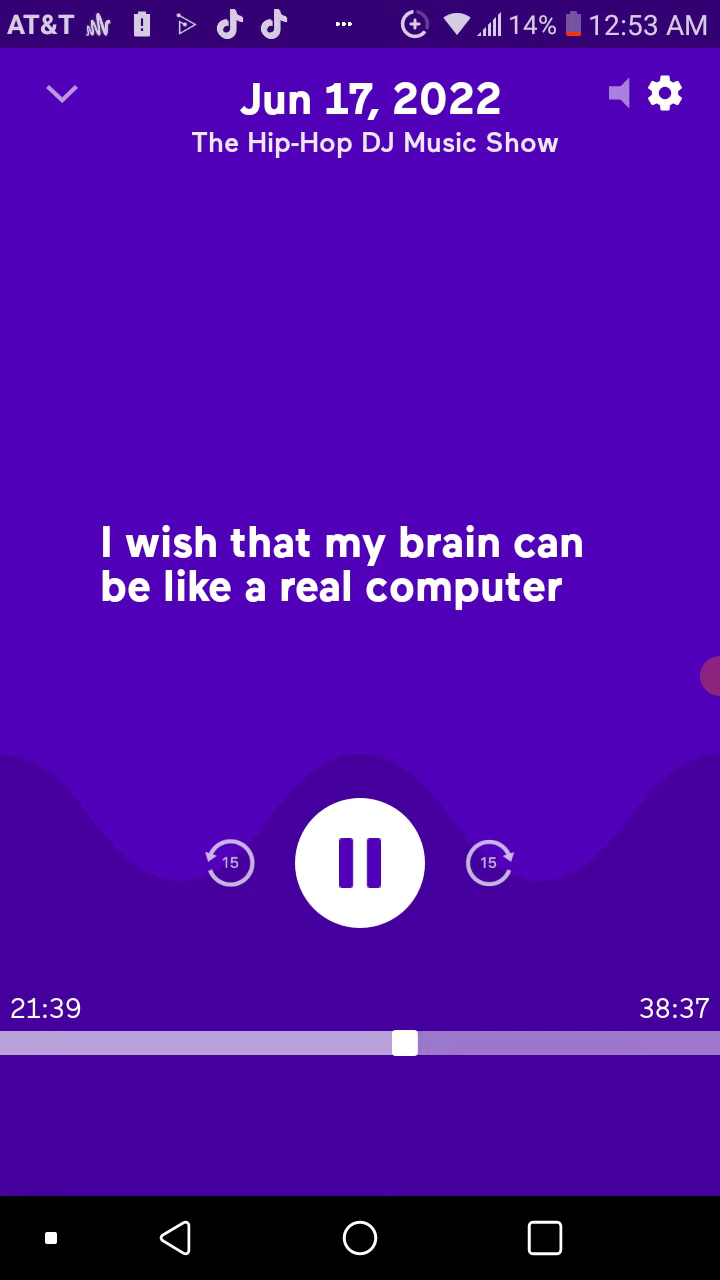 AT&T 14% 12:53 AM
Jun 17, 2022
The Hip-Hop DJ Music Show
I wish that my brain can
be like a real computer
15 15
21:39 38:37